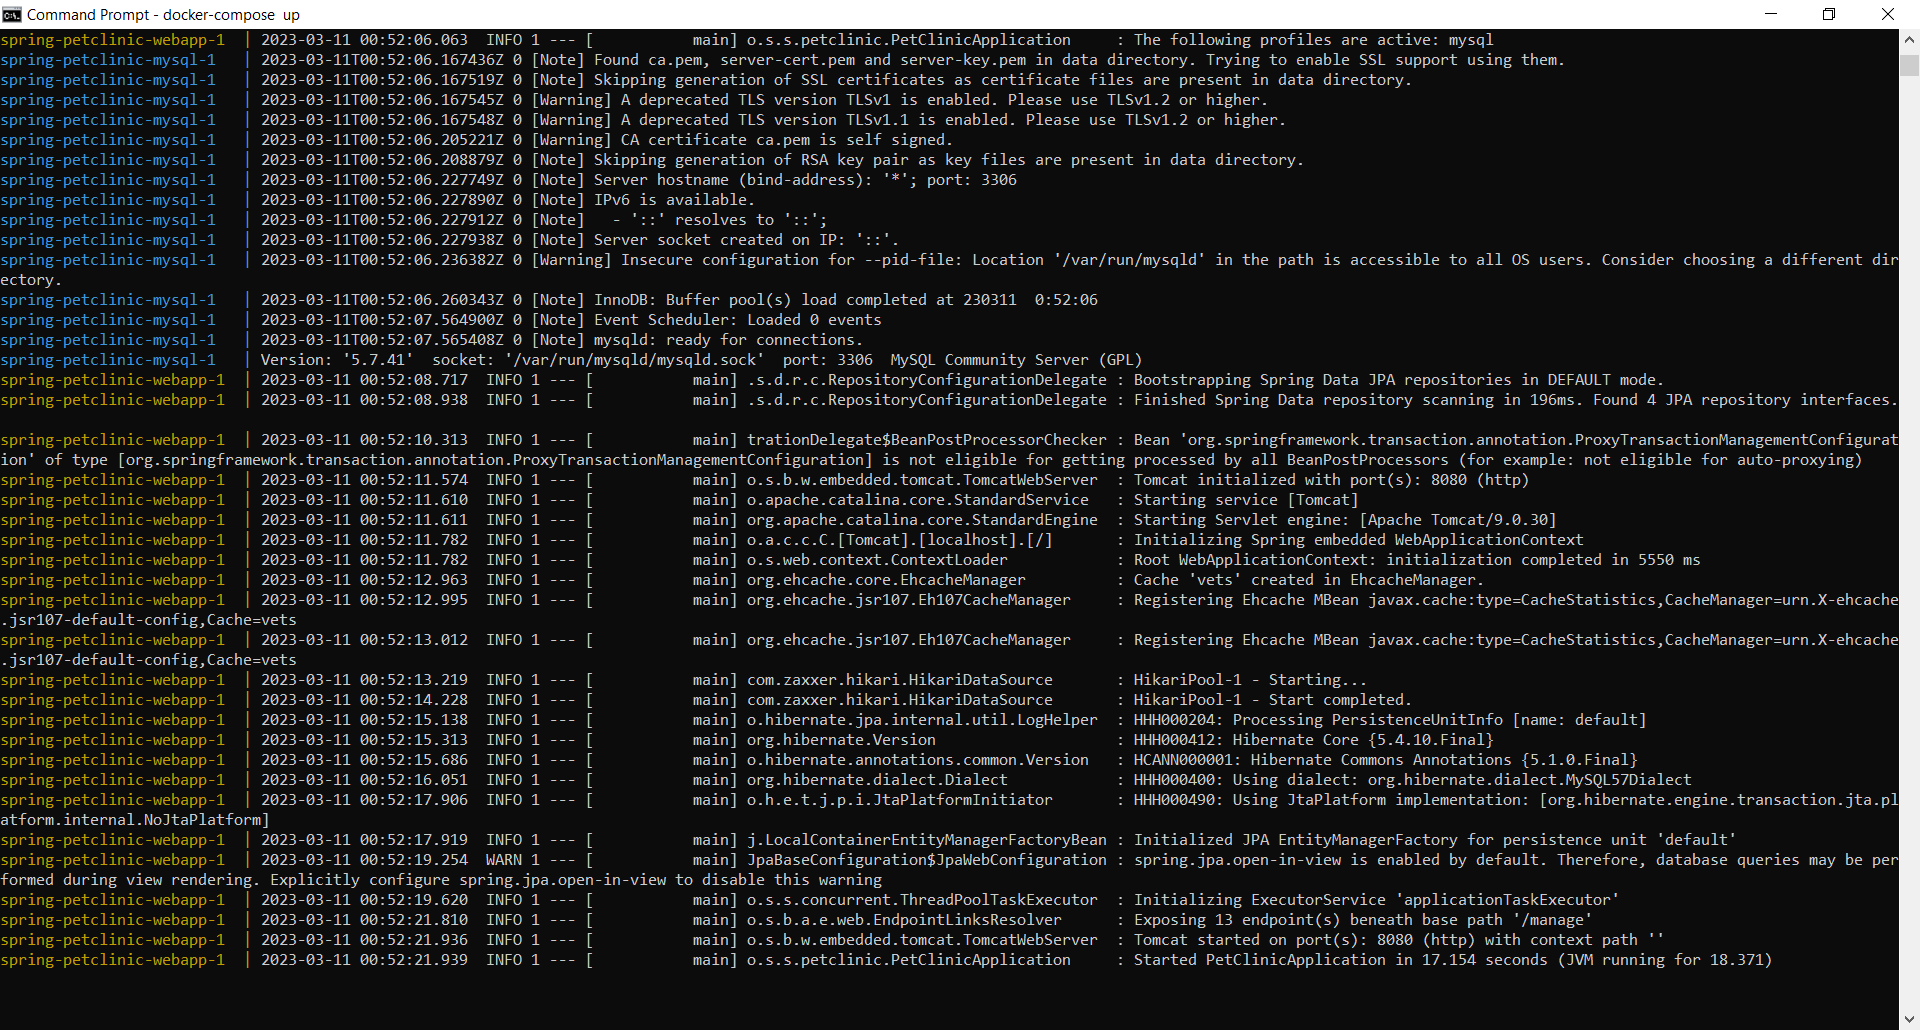 Command Prompt - docker-compose  up
spring-petclinic-webapp-1  | 2023-03-11 00:52:06.063  INFO 1 --- [           main] o.s.s.petclinic.PetClinicApplication     : The following profiles are active: mysql
spring-petclinic-mysql-1   | 2023-03-11T00:52:06.167436Z 0 [Note] Found ca.pem, server-cert.pem and server-key.pem in data directory. Trying to enable SSL support using them.
spring-petclinic-mysql-1   | 2023-03-11T00:52:06.167519Z 0 [Note] Skipping generation of SSL certificates as certificate files are present in data directory.
spring-petclinic-mysql-1   | 2023-03-11T00:52:06.167545Z 0 [Warning] A deprecated TLS version TLSv1 is enabled. Please use TLSv1.2 or higher.
spring-petclinic-mysql-1   | 2023-03-11T00:52:06.167548Z 0 [Warning] A deprecated TLS version TLSv1.1 is enabled. Please use TLSv1.2 or higher.
spring-petclinic-mysql-1   | 2023-03-11T00:52:06.205221Z 0 [Warning] CA certificate ca.pem is self signed.
spring-petclinic-mysql-1   | 2023-03-11T00:52:06.208879Z 0 [Note] Skipping generation of RSA key pair as key files are present in data directory.
spring-petclinic-mysql-1   | 2023-03-11T00:52:06.227749Z 0 [Note] Server hostname (bind-address): '*'; port: 3306
spring-petclinic-mysql-1   | 2023-03-11T00:52:06.227890Z 0 [Note] IPv6 is available.
spring-petclinic-mysql-1   | 2023-03-11T00:52:06.227912Z 0 [Note]   - '::' resolves to '::';
spring-petclinic-mysql-1   | 2023-03-11T00:52:06.227938Z 0 [Note] Server socket created on IP: '::'.
spring-petclinic-mysql-1   | 2023-03-11T00:52:06.236382Z 0 [Warning] Insecure configuration for --pid-file: Location '/var/run/mysqld' in the path is accessible to all OS users. Consider choosing a different dir
ectory.
spring-petclinic-mysql-1   | 2023-03-11T00:52:06.260343Z 0 [Note] InnoDB: Buffer pool(s) load completed at 230311  0:52:06
spring-petclinic-mysql-1   | 2023-03-11T00:52:07.564900Z 0 [Note] Event Scheduler: Loaded 0 events
spring-petclinic-mysql-1   | 2023-03-11T00:52:07.565408Z 0 [Note] mysqld: ready for connections.
spring-petclinic-mysql-1   | Version: '5.7.41'  socket: '/var/run/mysqld/mysqld.sock'  port: 3306  MySQL Community Server (GPL)
spring-petclinic-webapp-1  | 2023-03-11 00:52:08.717  INFO 1 --- [           main] .s.d.r.c.RepositoryConfigurationDelegate : Bootstrapping Spring Data JPA repositories in DEFAULT mode.
spring-petclinic-webapp-1  | 2023-03-11 00:52:08.938  INFO 1 --- [           main] .s.d.r.c.RepositoryConfigurationDelegate : Finished Spring Data repository scanning in 196ms. Found 4 JPA repository interfaces.
spring-petclinic-webapp-1  | 2023-03-11 00:52:10.313  INFO 1 --- [           main] trationDelegate$BeanPostProcessorChecker : Bean 'org.springframework.transaction.annotation.ProxyTransactionManagementConfigurat
ion' of type [org.springframework.transaction.annotation.ProxyTransactionManagementConfiguration] is not eligible for getting processed by all BeanPostProcessors (for example: not eligible for auto-proxying)
spring-petclinic-webapp-1  | 2023-03-11 00:52:11.574  INFO 1 --- [           main] o.s.b.w.embedded.tomcat.TomcatWebServer  : Tomcat initialized with port(s): 8080 (http)
spring-petclinic-webapp-1  | 2023-03-11 00:52:11.610  INFO 1 --- [           main] o.apache.catalina.core.StandardService   : Starting service [Tomcat]
spring-petclinic-webapp-1  | 2023-03-11 00:52:11.611  INFO 1 --- [           main] org.apache.catalina.core.StandardEngine  : Starting Servlet engine: [Apache Tomcat/9.0.30]
spring-petclinic-webapp-1  | 2023-03-11 00:52:11.782  INFO 1 --- [           main] o.a.c.c.C.[Tomcat].[localhost].[/]       : Initializing Spring embedded WebApplicationContext
spring-petclinic-webapp-1  | 2023-03-11 00:52:11.782  INFO 1 --- [           main] o.s.web.context.ContextLoader            : Root WebApplicationContext: initialization completed in 5550 ms
spring-petclinic-webapp-1  | 2023-03-11 00:52:12.963  INFO 1 --- [           main] org.ehcache.core.EhcacheManager          : Cache 'vets' created in EhcacheManager.
spring-petclinic-webapp-1  | 2023-03-11 00:52:12.995  INFO 1 --- [           main] org.ehcache.jsr107.Eh107CacheManager     : Registering Ehcache MBean javax.cache:type=CacheStatistics,CacheManager=urn.X-ehcache
.jsr107-default-config,Cache=vets
spring-petclinic-webapp-1  | 2023-03-11 00:52:13.012  INFO 1 --- [           main] org.ehcache.jsr107.Eh107CacheManager     : Registering Ehcache MBean javax.cache:type=CacheStatistics,CacheManager=urn.X-ehcache
.jsr107-default-config,Cache=vets
spring-petclinic-webapp-1  | 2023-03-11 00:52:13.219  INFO 1 --- [           main] com.zaxxer.hikari.HikariDataSource       : HikariPool-1 - Starting...
spring-petclinic-webapp-1  | 2023-03-11 00:52:14.228  INFO 1 --- [           main] com.zaxxer.hikari.HikariDataSource       : HikariPool-1 - Start completed.
spring-petclinic-webapp-1  | 2023-03-11 00:52:15.138  INFO 1 --- [           main] o.hibernate.jpa.internal.util.LogHelper  : HHH000204: Processing PersistenceUnitInfo [name: default]
spring-petclinic-webapp-1  | 2023-03-11 00:52:15.313  INFO 1 --- [           main] org.hibernate.Version                    : HHH000412: Hibernate Core {5.4.10.Final}
spring-petclinic-webapp-1  | 2023-03-11 00:52:15.686  INFO 1 --- [           main] o.hibernate.annotations.common.Version   : HCANN000001: Hibernate Commons Annotations {5.1.0.Final}
spring-petclinic-webapp-1  | 2023-03-11 00:52:16.051  INFO 1 --- [           main] org.hibernate.dialect.Dialect            : HHH000400: Using dialect: org.hibernate.dialect.MySQL57Dialect
spring-petclinic-webapp-1  | 2023-03-11 00:52:17.906  INFO 1 --- [           main] o.h.e.t.j.p.i.JtaPlatformInitiator       : HHH000490: Using JtaPlatform implementation: [org.hibernate.engine.transaction.jta.pl
atform.internal.NoJtaPlatform]
spring-petclinic-webapp-1  | 2023-03-11 00:52:17.919  INFO 1 --- [           main] j.LocalContainerEntityManagerFactoryBean : Initialized JPA EntityManagerFactory for persistence unit 'default'
spring-petclinic-webapp-1  | 2023-03-11 00:52:19.254  WARN 1 --- [           main] JpaBaseConfiguration$JpaWebConfiguration : spring.jpa.open-in-view is enabled by default. Therefore, database queries may be per
formed during view rendering. Explicitly configure spring.jpa.open-in-view to disable this warning
spring-petclinic-webapp-1  | 2023-03-11 00:52:19.620  INFO 1 --- [           main] o.s.s.concurrent.ThreadPoolTaskExecutor  : Initializing ExecutorService 'applicationTaskExecutor'
spring-petclinic-webapp-1  | 2023-03-11 00:52:21.810  INFO 1 --- [           main] o.s.b.a.e.web.EndpointLinksResolver      : Exposing 13 endpoint(s) beneath base path '/manage'
spring-petclinic-webapp-1  | 2023-03-11 00:52:21.936  INFO 1 --- [           main] o.s.b.w.embedded.tomcat.TomcatWebServer  : Tomcat started on port(s): 8080 (http) with context path ''
spring-petclinic-webapp-1  | 2023-03-11 00:52:21.939  INFO 1 --- [           main] o.s.s.petclinic.PetClinicApplication     : Started PetClinicApplication in 17.154 seconds (JVM running for 18.371)